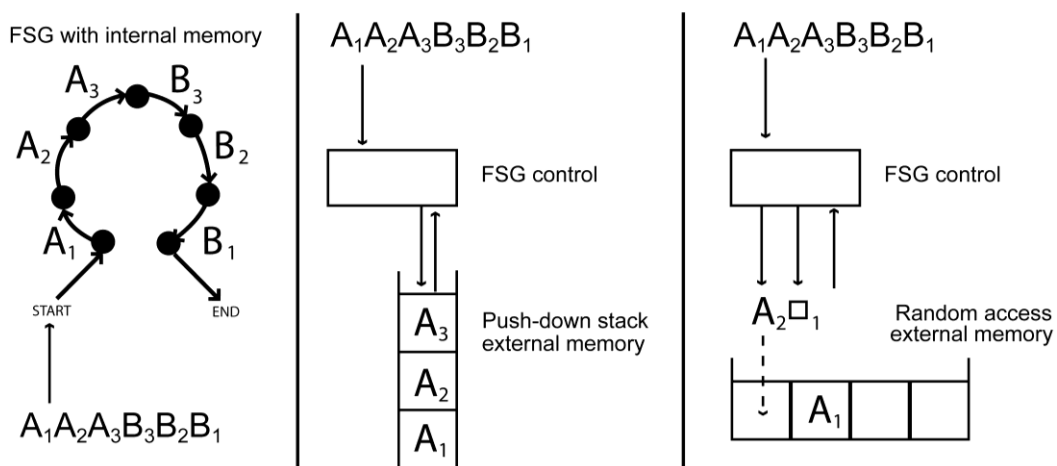 FSG with internal memory
A₃
B₃
A₂
B₂
A₁
B₁
START
END
A₁A₂A₃B₃B₂B₁
A₁A₂A₃B₃B₂B₁
FSG control
A₃
Push-down stack
external memory
A₂
A₁
A₁A₂A₃B₃B₂B₁
FSG control
A₂□₁
Random access
external memory
A₁